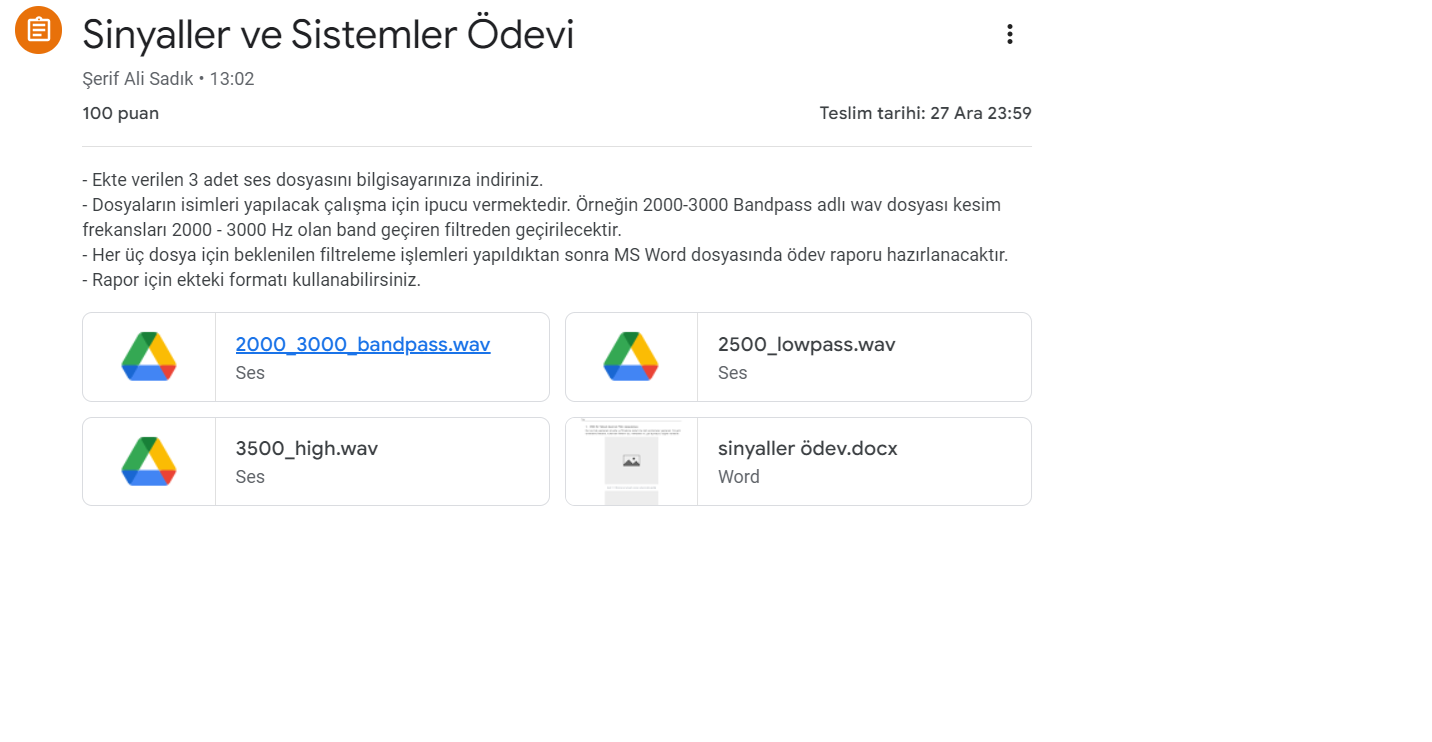 Sinyaller ve Sistemler Ödevi
Şerif Ali Sadık • 13:02
100 puan
Teslim tarihi: 27 Ara 23:59
- Ekte verilen 3 adet ses dosyasını bilgisayarınıza indiriniz.
- Dosyaların isimleri yapılacak çalışma için ipucu vermektedir. Örneğin 2000-3000 Bandpass adlı wav dosyası kesim
frekansları 2000 - 3000 Hz olan band geçiren filtreden geçirilecektir.
- Her üç dosya için beklenilen filtreleme işlemleri yapıldıktan sonra MS Word dosyasında ödev raporu hazırlanacaktır.
- Rapor için ekteki formatı kullanabilirsiniz.
2000_3000_bandpass.wav
Ses
2500_lowpass.wav
Ses
3500_high.wav
Ses
sinyaller ödev.docx
Word